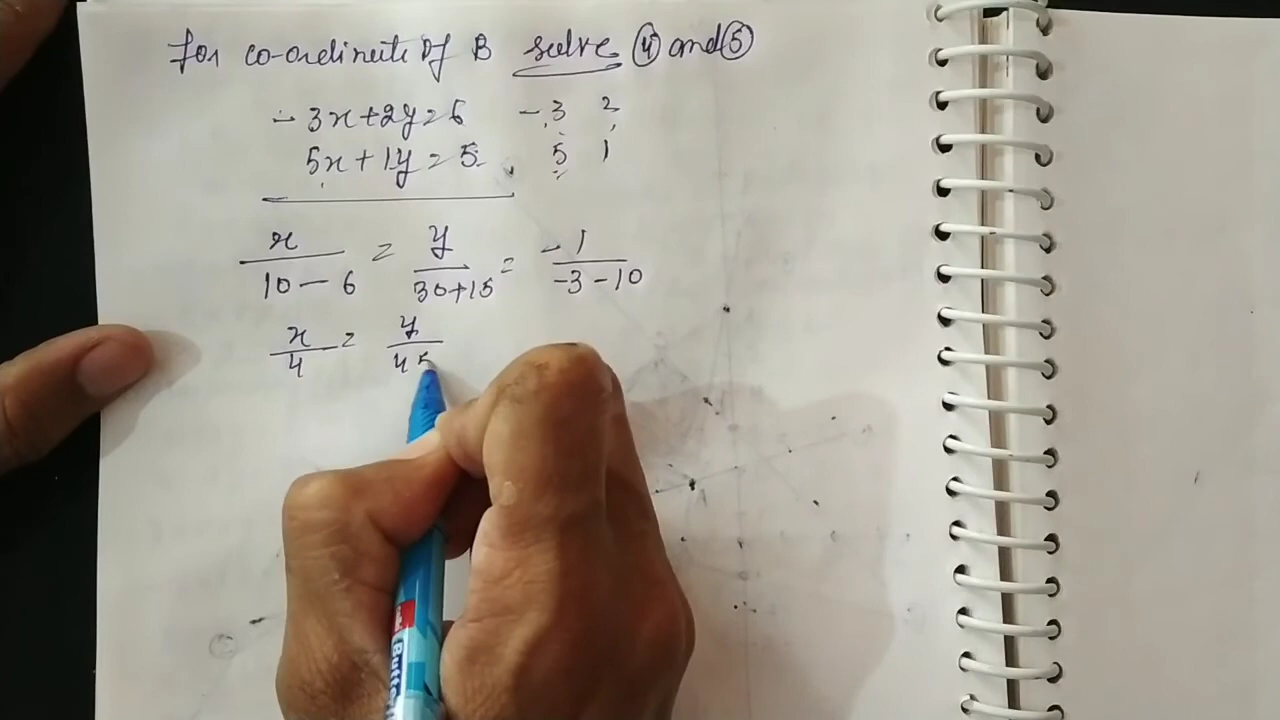 For co-ordinate of B solve ④ and ⑤
- 3x + 2y = 6 - 3 2
5x + 1y = 5 5 1
x/10 - 6 = y/30+15 = -1/-3-10
x/4 = y/45
Butter